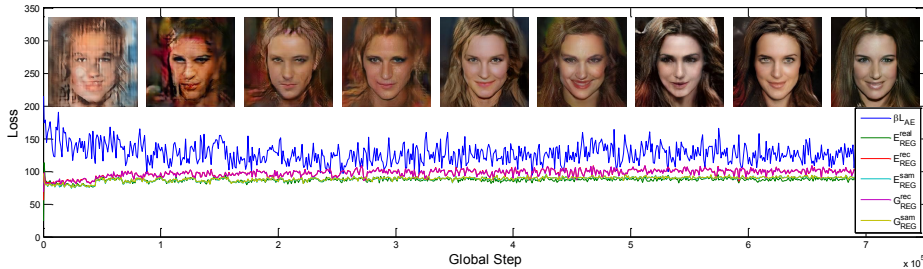 350
300
250
200
150
100
50
0
Loss
0
1
2
3
4
5
6
7
Global Step
x 10
βL_AE
E_REG^real
E_REG^rec
E_REG^sam
G_REG^rec
G_REG^sam